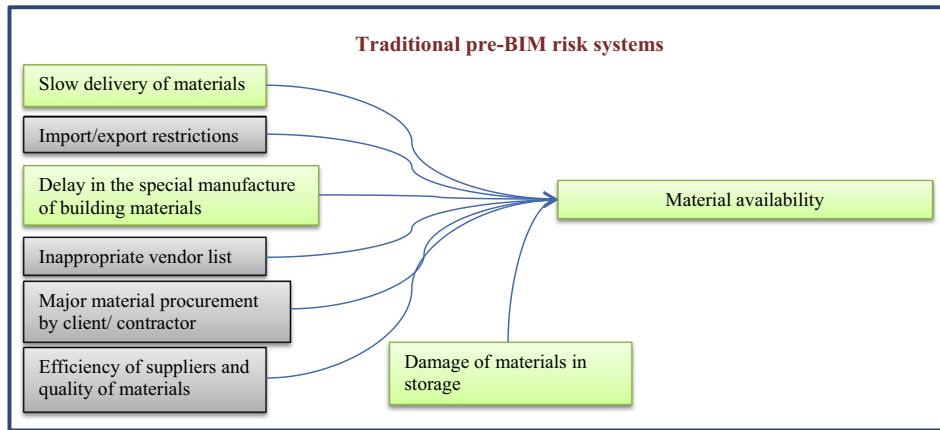 Traditional pre-BIM risk systems
Slow delivery of materials
Import/export restrictions
Delay in the special manufacture
of building materials
Material availability
Inappropriate vendor list
Major material procurement
by client/ contractor
Efficiency of suppliers and
quality of materials
Damage of materials in
storage